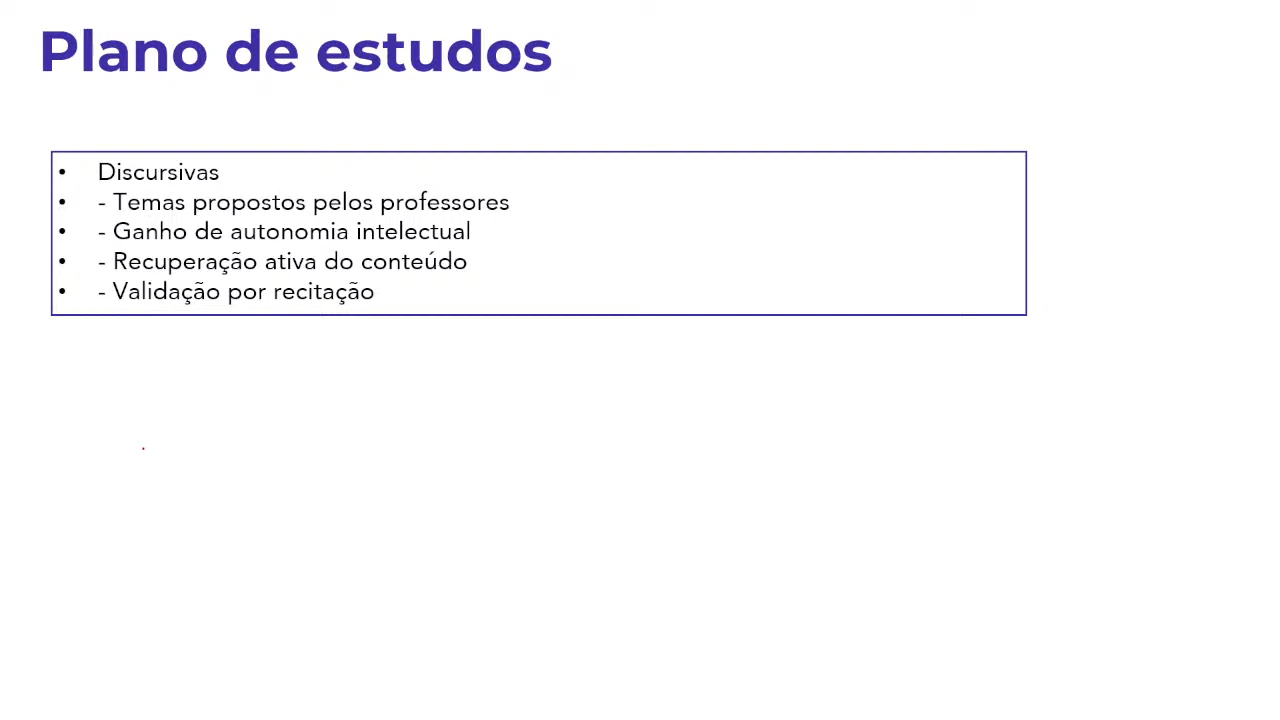 Plano de estudos
• Discursivas
• - Temas propostos pelos professores
• - Ganho de autonomia intelectual
• - Recuperação ativa do conteúdo
• - Validação por recitação